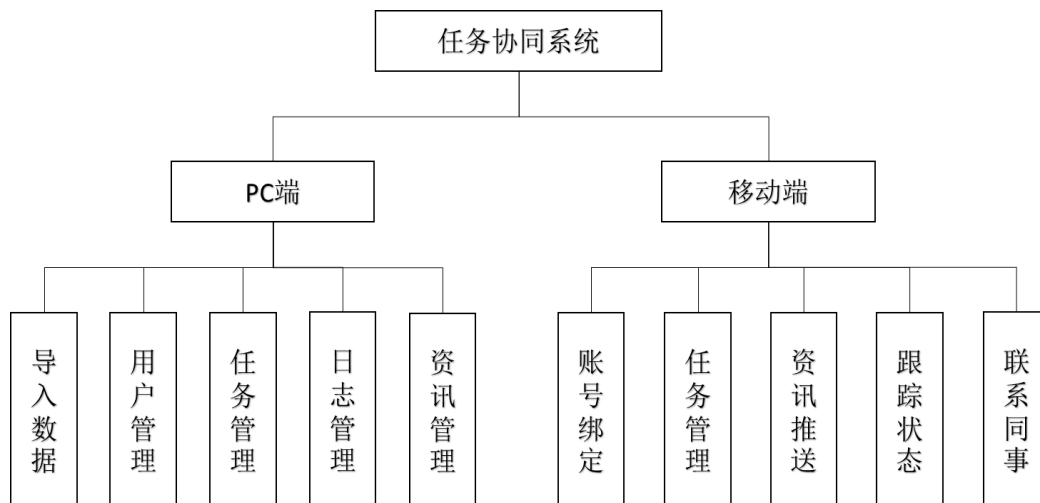 任务协同系统
PC端
移动端
导入数据
用户管理
任务管理
日志管理
资讯管理
账号绑定
任务管理
资讯推送
跟踪状态
联系同事